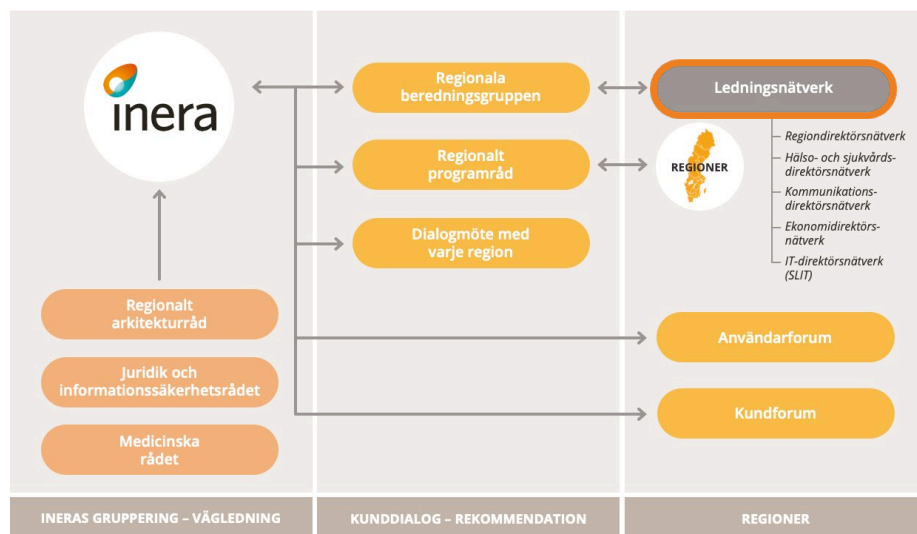 inera
Regionalt
arkitekturråd
Juridik och
informationssäkerhetsrådet
Medicinska
rådet
INERAS GRUPPERING – VÄGLEDNING
Regionala
beredningsgruppen
Regionalt
programråd
Dialogmöte med
varje region
KUNDDIALOG – REKOMMENDATION
Ledningsnätverk
REGIONER
Regiondirektörsnätverk
Hälso- och sjukvårds-
direktörsnätverk
Kommunikations-
direktörsnätverk
Ekonomidirektörs-
nätverk
IT-direktörsnätverk
(SLIT)
Användarforum
Kundforum
REGIONER